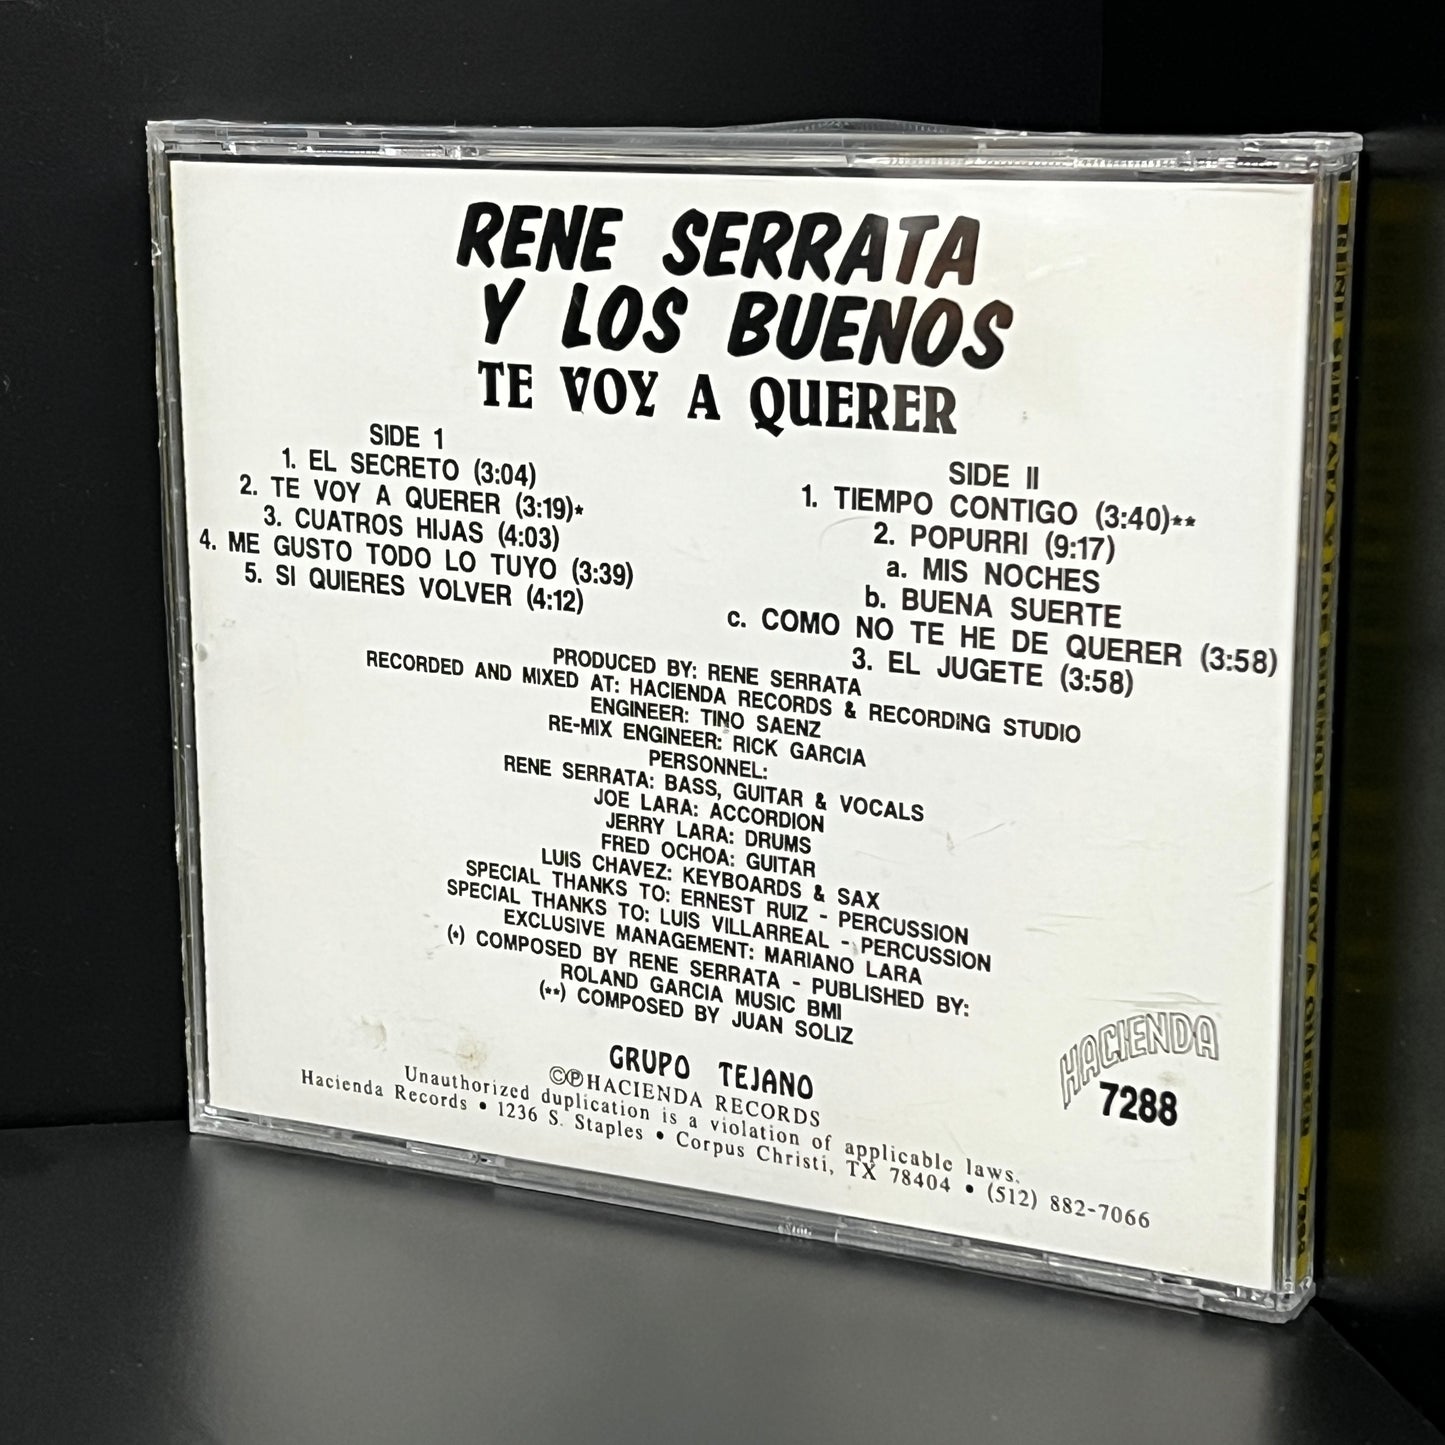 RENE SERRATA
Y LOS BUENOS
TE VOY A QUERER
SIDE 1
1. EL SECRETO (3:04)
2. TE VOY A QUERER (3:19)*
3. CUATROS HIJAS (4:03)
4. ME GUSTO TODO LO TUYO (3:39)
5. SI QUIERES VOLVER (4:12)
SIDE II
1. TIEMPO CONTIGO (3:40)**
2. POPURRI (9:17)
a. MIS NOCHES
b. BUENA SUERTE
c. COMO NO TE HE DE QUERER (3:58)
3. EL JUGETE (3:58)
PRODUCED BY: RENE SERRATA
RECORDED AND MIXED AT: HACIENDA RECORDS & RECORDING STUDIO
ENGINEER: TINO SAENZ
RE-MIX ENGINEER: RICK GARCIA
PERSONNEL:
RENE SERRATA: BASS, GUITAR & VOCALS
JOE LARA: ACCORDION
JERRY LARA: DRUMS
FRED OCHOA: GUITAR
LUIS CHAVEZ: KEYBOARDS & SAX
SPECIAL THANKS TO: ERNEST RUIZ - PERCUSSION
SPECIAL THANKS TO: LUIS VILLARREAL - PERCUSSION
EXCLUSIVE MANAGEMENT: MARIANO LARA
(*) COMPOSED BY RENE SERRATA - PUBLISHED BY:
ROLAND GARCIA MUSIC BMI
(**) COMPOSED BY JUAN SOLIZ
GRUPO TEJANO
©℗HACIENDA RECORDS
Unauthorized duplication is a violation of applicable laws.
Hacienda Records • 1236 S. Staples • Corpus Christi, TX 78404 • (512) 882-7066
HACIENDA
7288